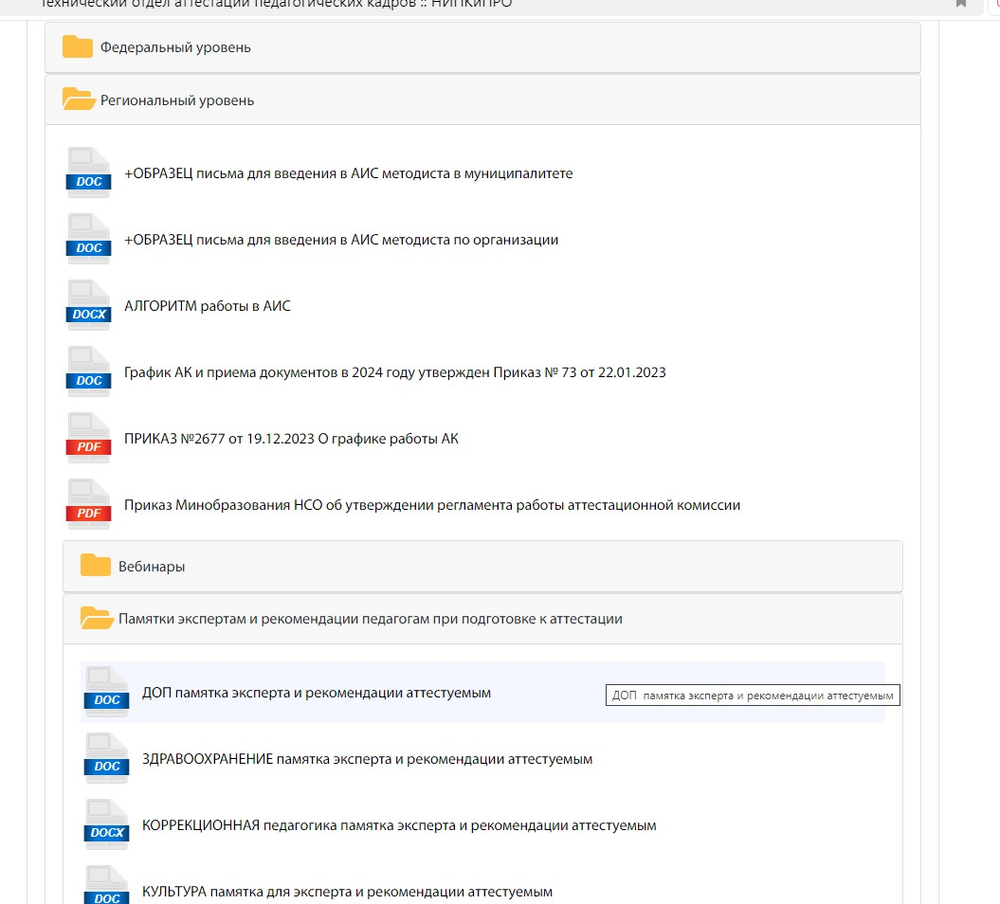 технический отдел аттестации педагогических кадров :: НИПКиПРО
Федеральный уровень
Региональный уровень
DOC +ОБРАЗЕЦ письма для введения в АИС методиста в муниципалитете
DOC +ОБРАЗЕЦ письма для введения в АИС методиста по организации
DOCX АЛГОРИТМ работы в АИС
DOC График АК и приема документов в 2024 году утвержден Приказ № 73 от 22.01.2023
PDF ПРИКАЗ №2677 от 19.12.2023 О графике работы АК
PDF Приказ Минобразования НСО об утверждении регламента работы аттестационной комиссии
Вебинары
Памятки экспертам и рекомендации педагогам при подготовке к аттестации
DOC ДОП памятка эксперта и рекомендации аттестуемым ДОП памятка эксперта и рекомендации аттестуемым
DOC ЗДРАВООХРАНЕНИЕ памятка эксперта и рекомендации аттестуемым
DOCX КОРРЕКЦИОННАЯ педагогика памятка эксперта и рекомендации аттестуемым
DOC КУЛЬТУРА памятка для эксперта и рекомендации аттестуемым